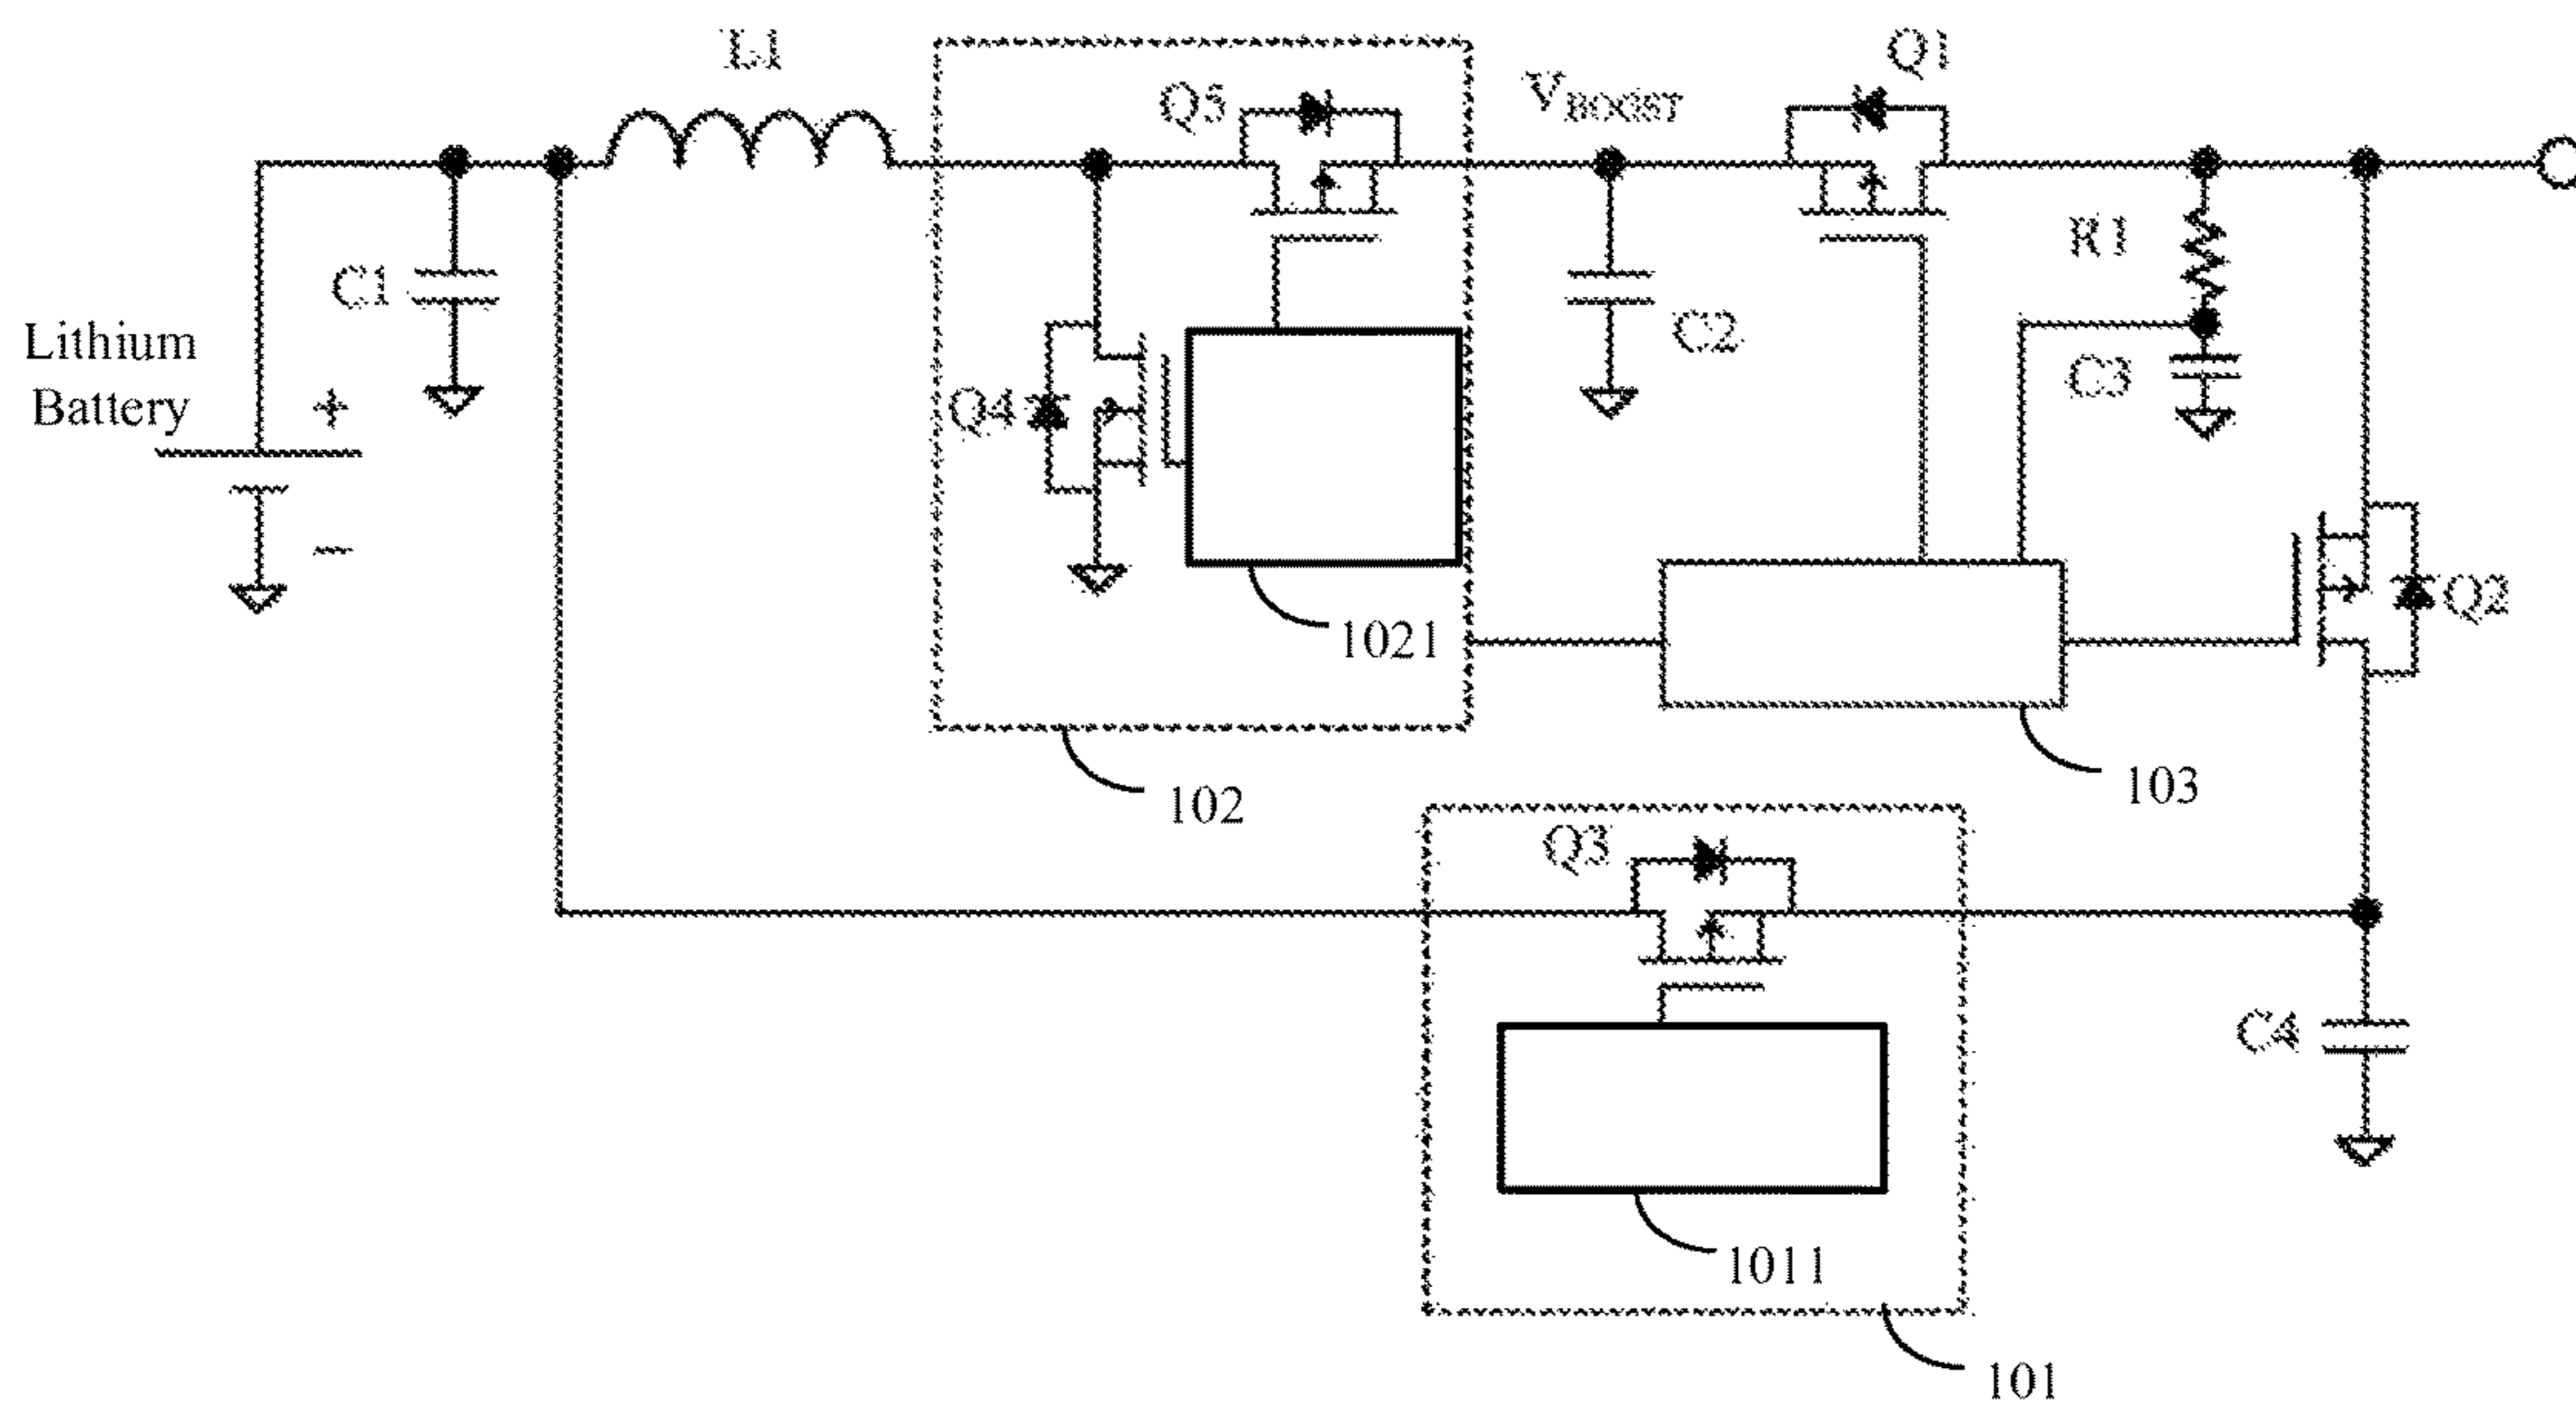 L1
Q5
VBOOST
Q1
C1
Lithium
Battery
+
−
Q4
C2
R1
C3
1021
Q2
102
103
Q3
C4
1011
101